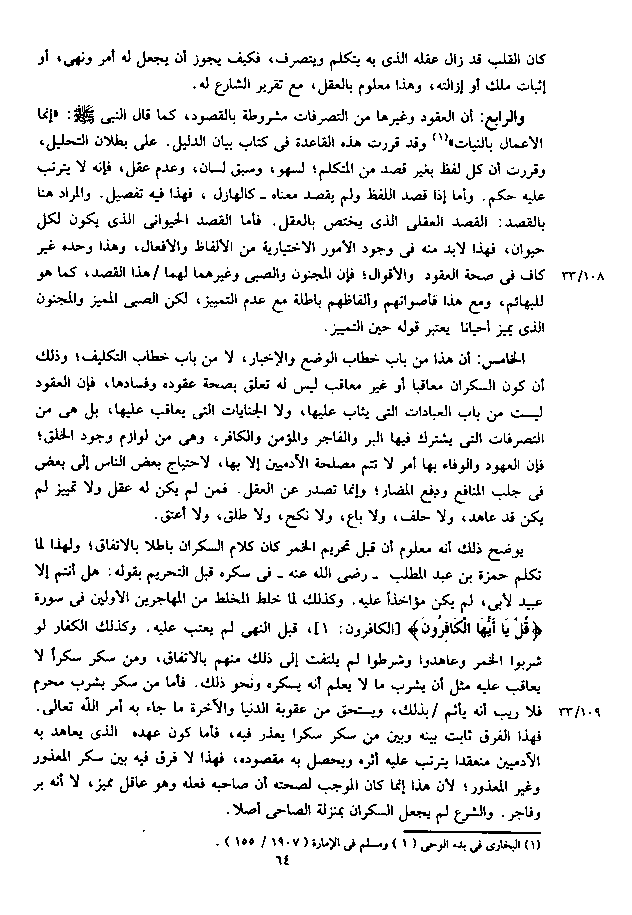 كان القلب قد زال عقله الذى به يتكلم ويتصرف، فكيف يجوز أن يجعل له أمر ونهى، أو
إثبات ملك أو إزالته، وهذا معلوم بالعقل، مع تقرير الشارع له.
والرابع: أن العقود وغيرها من التصرفات مشروطة بالقصود، كما قال النبى ﷺ: «إنما
الأعمال بالنيات»(١) وقد قررت هذه القاعدة فى كتاب بيان الدليل. على بطلان التحليل،
وقررت أن كل لفظ بغير قصد من المتكلم؛ لسهو، وسبق لسان، وعدم عقل، فإنه لا يترتب
عليه حكم. وأما إذا قصد اللفظ ولم يقصد معناه ـ كالهازل ، فهذا فيه تفصيل. والمراد هنا
بالقصد: القصد العقلى الذى يختص بالعقل. فأما القصد الحيوانى الذى يكون لكل
حيوان، فهذا لابد منه فى وجود الأمور الاختيارية من الألفاظ والأفعال، وهذا وحده غير
٣٣/١٠٨ كاف فى صحة العقود والأقوال؛ فإن المجنون والصبى وغيرهما لهما /هذا القصد، كما هو
للبهائم، ومع هذا فأصواتهم وألفاظهم باطلة مع عدم التمييز، لكن الصبى المميز والمجنون
الذى يميز أحيانا يعتبر قوله حين التمييز.
الخامس: أن هذا من باب خطاب الوضع والإخبار، لا من باب خطاب التكليف؛ وذلك
أن كون السكران معاقبا أو غير معاقب ليس له تعلق بصحة عقوده وفسادها، فإن العقود
ليست من باب العبادات التى يثاب عليها، ولا الجنايات التى يعاقب عليها، بل هى من
التصرفات التى يشترك فيها البر والفاجر والمؤمن والكافر، وهى من لوازم وجود الخلق؛
فإن العهود والوفاء بها أمر لا تتم مصلحة الآدميين إلا بها، لاحتياج بعض الناس إلى بعض
فى جلب المنافع ودفع المضار؛ وإنما تصدر عن العقل. فمن لم يكن له عقل ولا تمييز لم
يكن قد عاهد، ولا حلف، ولا باع، ولا نكح، ولا طلق، ولا أعتق.
يوضح ذلك أنه معلوم أن قبل تحريم الخمر كان كلام السكران باطلا بالاتفاق؛ ولهذا لما
تكلم حمزة بن عبد المطلب ـ رضى الله عنه ـ فى سكره قبل التحريم بقوله: هل أنتم إلا
عبيد لأبى، لم يكن مؤاخذاً عليه. وكذلك لما خلط المخلط من المهاجرين الأولين فى سورة
﴿قُلْ يَا أَيُّهَا الْكَافِرُونَ﴾ [الكافرون: ١]، قبل النهى لم يعتب عليه. وكذلك الكفار لو
شربوا الخمر وعاهدوا وشرطوا لم يلتفت إلى ذلك منهم بالاتفاق، ومن سكر سكراً لا
يعاقب عليه مثل أن يشرب ما لا يعلم أنه يسكره ونحو ذلك. فأما من سكر بشرب محرم
٣٣/١٠٩ فلا ريب أنه يأثم /بذلك، ويستحق من عقوبة الدنيا والآخرة ما جاء به أمر الله تعالى.
فهذا الفرق ثابت بينه وبين من سكر سكرا يعذر فيه، فأما كون عهده الذى يعاهد به
الآدميين منعقدا يترتب عليه أثره ويحصل به مقصوده، فهذا لا فرق فيه بين سكر المعذور
وغير المعذور؛ لأن هذا إنما كان الموجب لصحته أن صاحبه فعله وهو عاقل مميز، لا أنه بر
وفاجر. والشرع لم يجعل السكران بمنزلة الصاحى أصلا.
(١) البخارى فى بدء الوحى ( ١ ) ومسلم فى الإمارة ( ١٩٠٧ / ١٥٥ ) .
٦٤